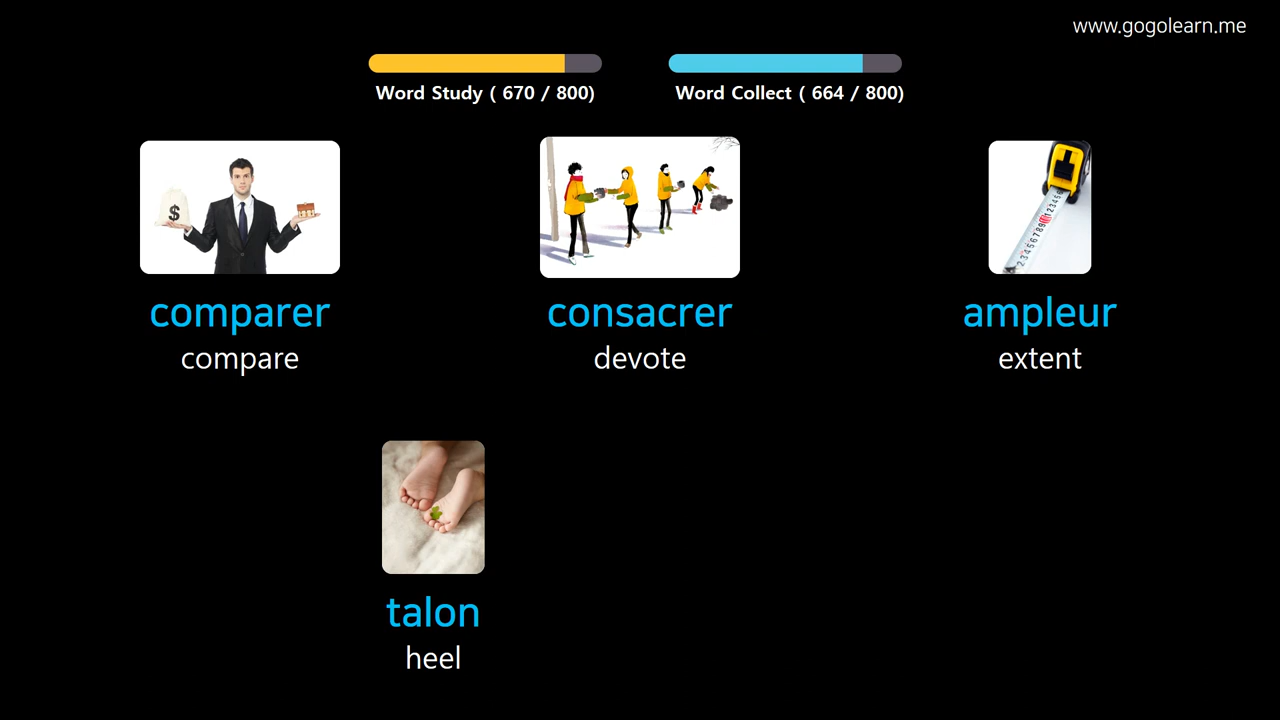 www.gogolearn.me
Word Study ( 670 / 800)
Word Collect ( 664 / 800)
comparer
compare
consacrer
devote
ampleur
extent
talon
heel